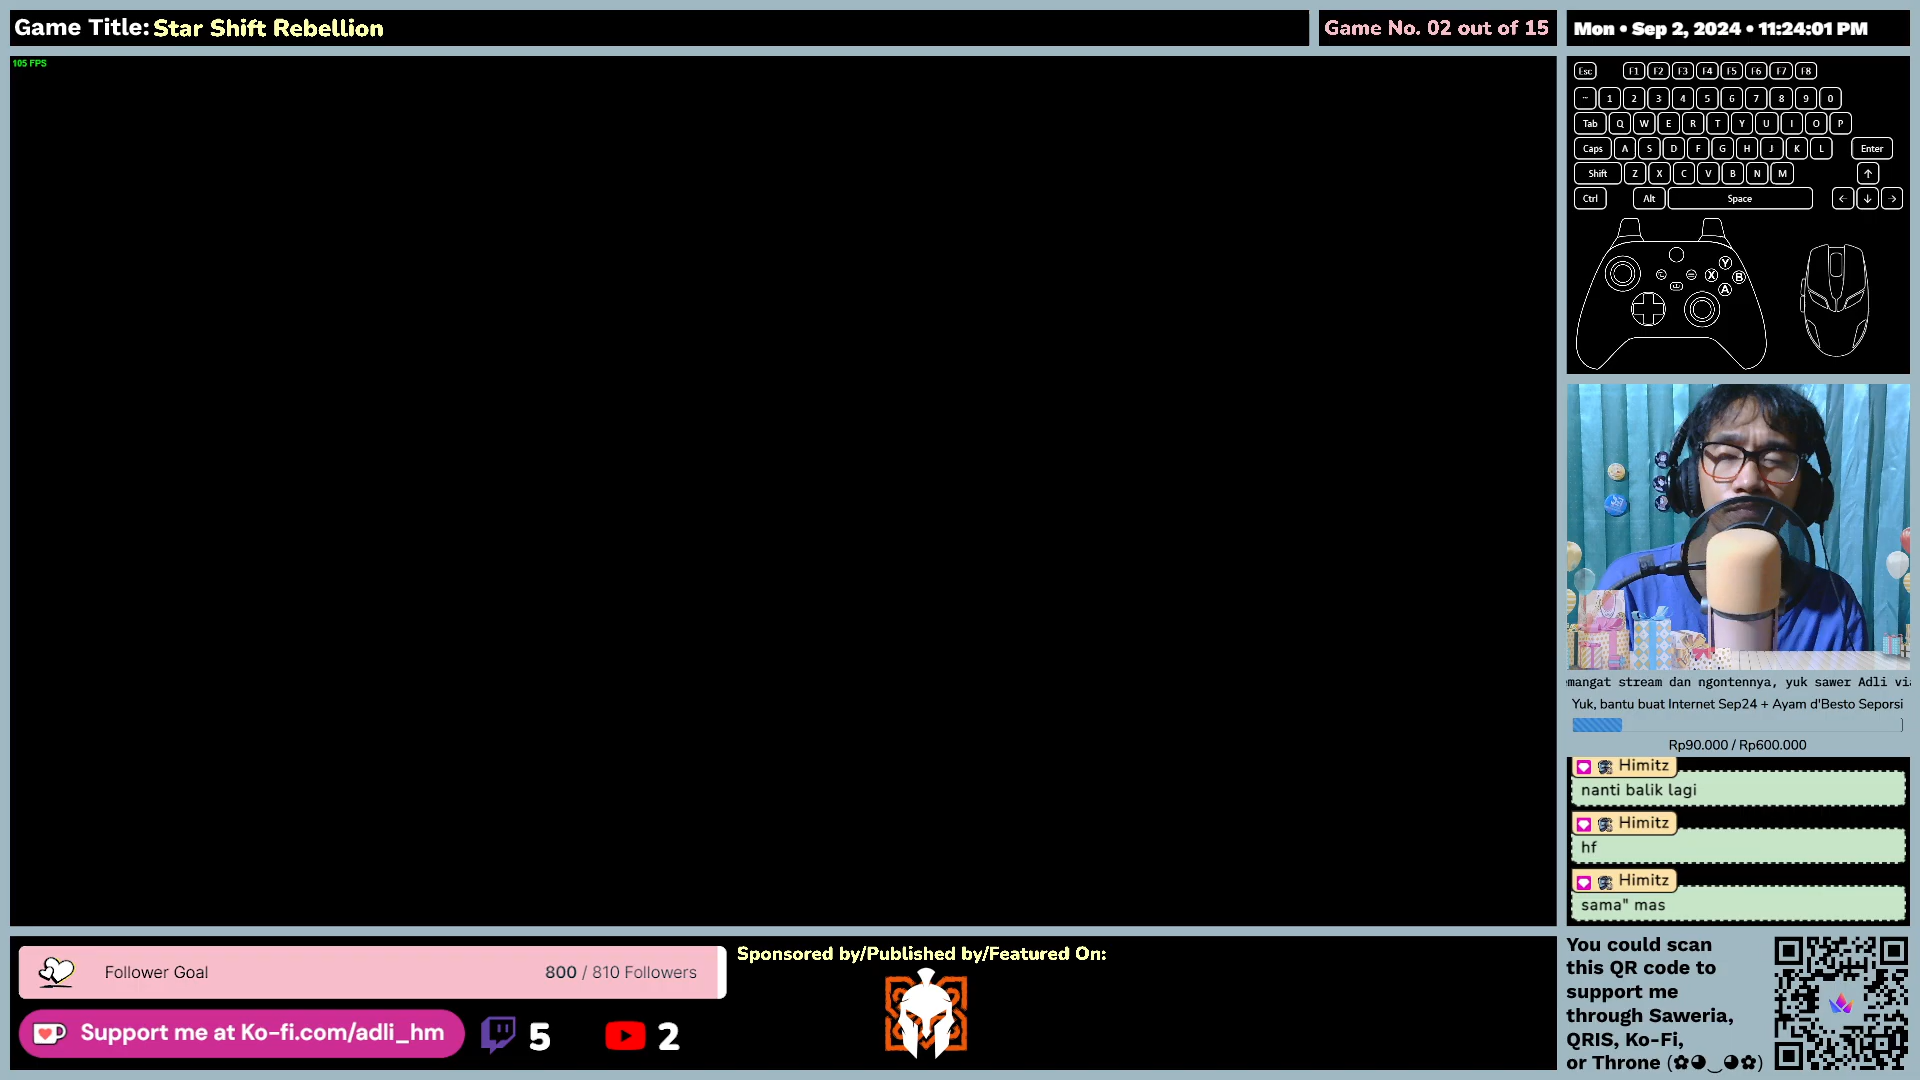 Game Title: Star Shift Rebellion
Game No. 02 out of 15
Mon • Sep 2, 2024 • 11:24:01 PM
105 FPS
Esc F1 F2 F3 F4 F5 F6 F7 F8
~ 1 2 3 4 5 6 7 8 9 0
Tab Q W E R T Y U I O P
Caps A S D F G H J K L Enter
Shift Z X C V B N M ↑
Ctrl Alt Space ← ↓ →
Y
X B
A
emangat stream dan ngontennya, yuk sawer Adli via
Yuk, bantu buat Internet Sep24 + Ayam d'Besto Seporsi
Rp90.000 / Rp600.000
Himitz
nanti balik lagi
Himitz
hf
Himitz
sama" mas
Follower Goal 800 / 810 Followers
Support me at Ko-fi.com/adli_hm
5 2
Sponsored by/Published by/Featured On:
You could scan
this QR code to
support me
through Saweria,
QRIS, Ko-Fi,
or Throne (✿◕‿◕✿)